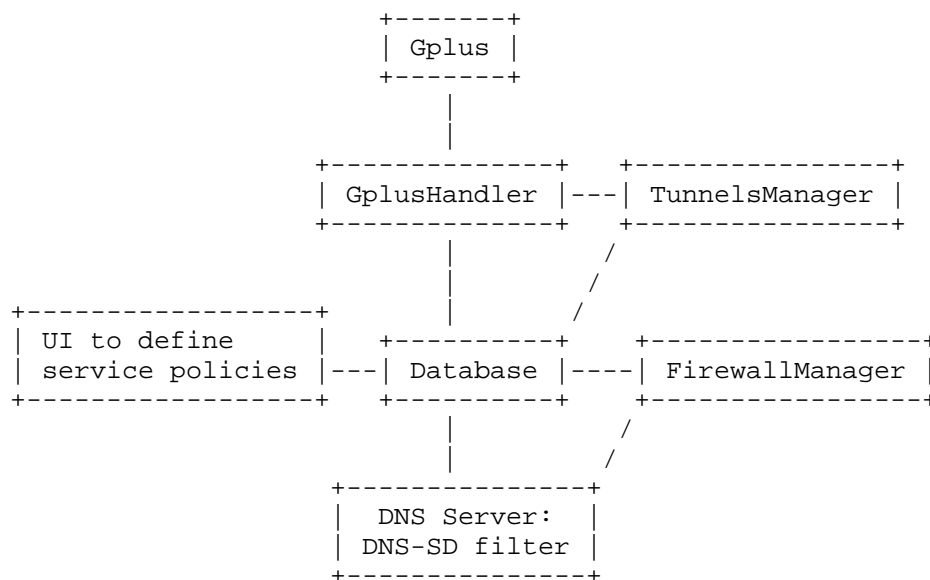 Gplus
GplusHandler
TunnelsManager
UI to define
service policies
Database
FirewallManager
DNS Server:
DNS-SD filter